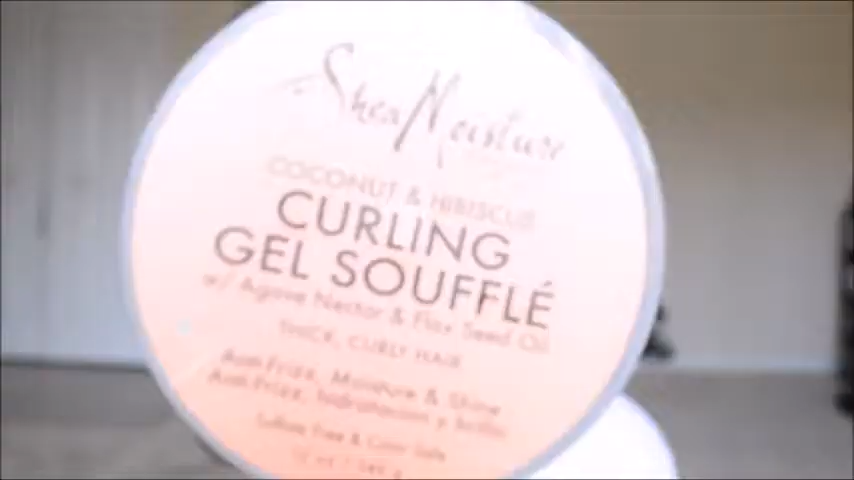 SheaMoisture
COCONUT & HIBISCUS
CURLING
GEL SOUFFLÉ
w/ Agave Nectar & Flax Seed Oil
THICK, CURLY HAIR
Anti-Frizz, Moisture & Shine
Anti-Frizz, hidratación y brillo
Sulfate Free & Color Safe